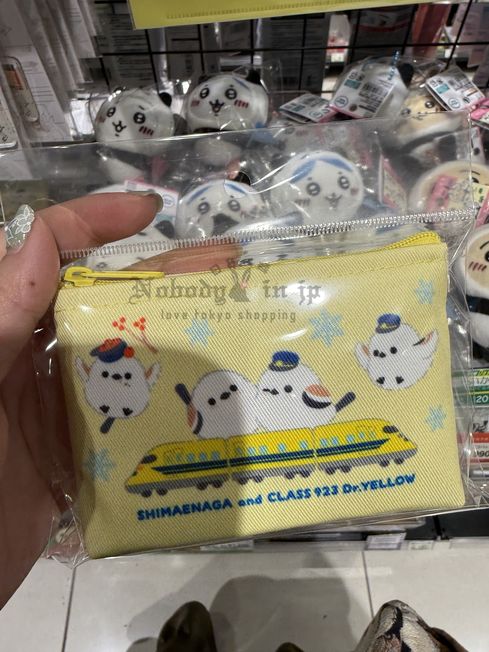 Nobody in jp
love tokyo shopping
SHIMAENAGA and CLASS 923 Dr.YELLOW